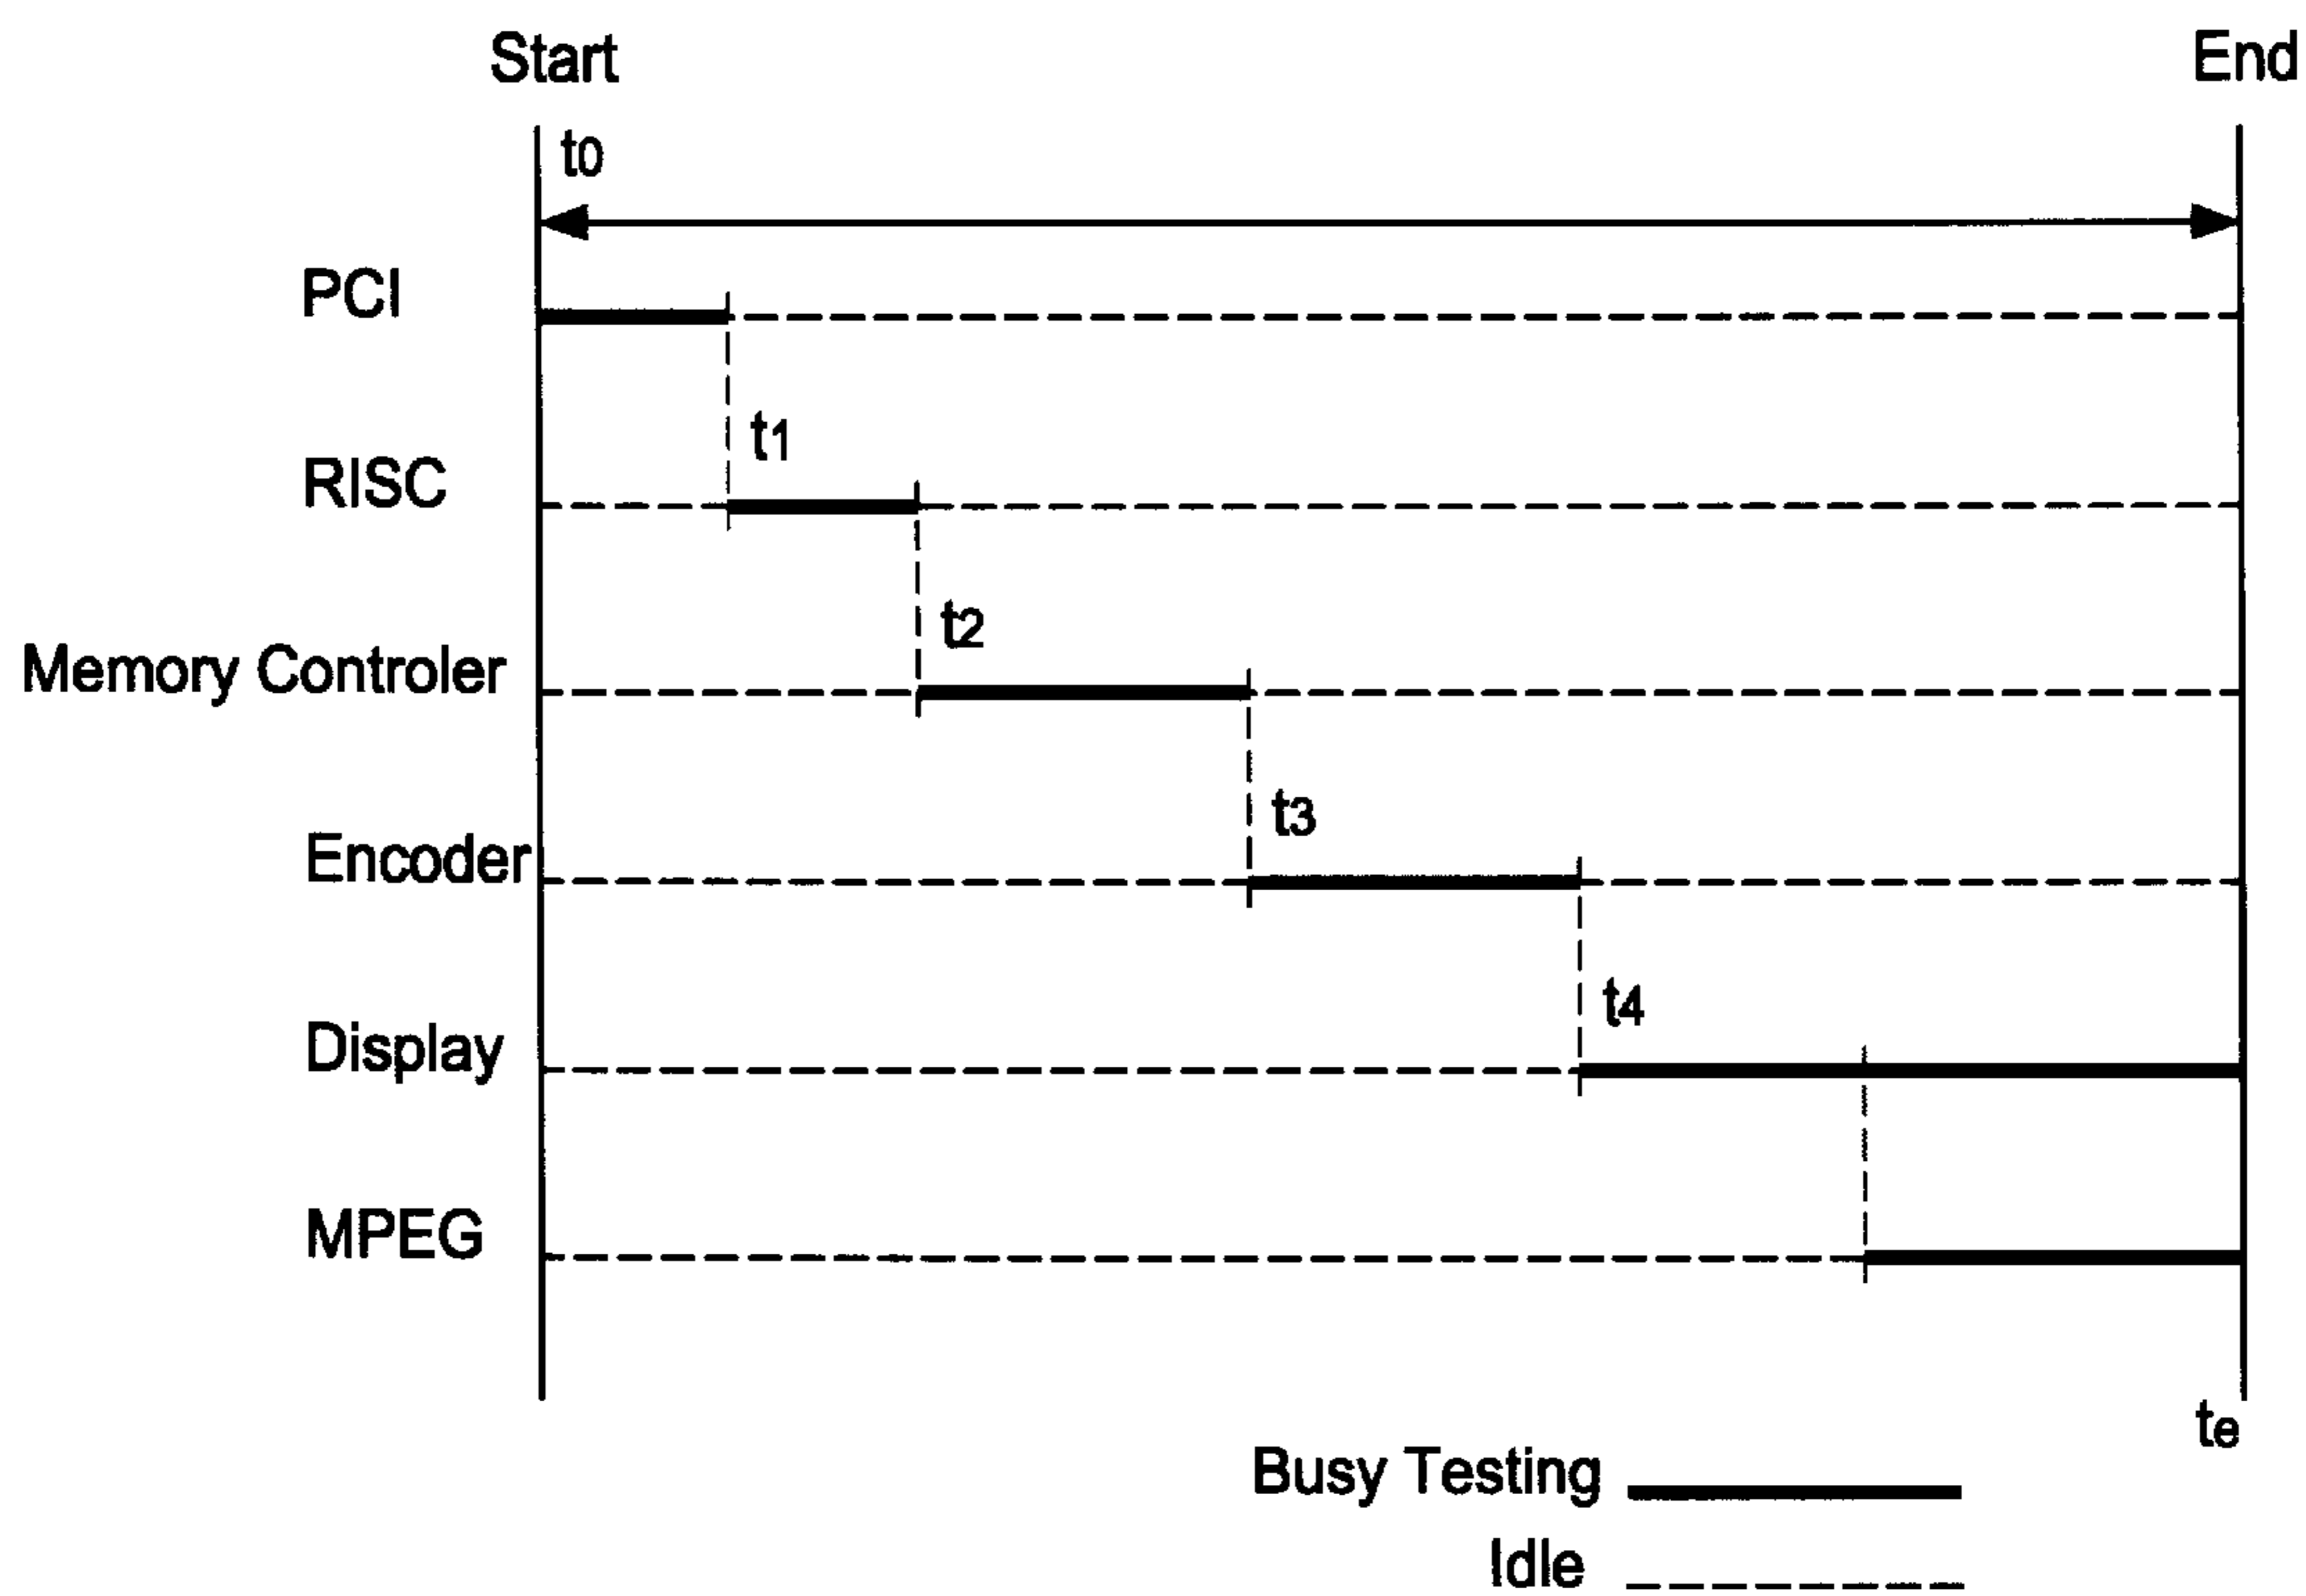 Start
End
t0
PCI
t1
RISC
t2
Memory Controler
t3
Encoder
t4
Display
MPEG
te
Busy Testing
Idle